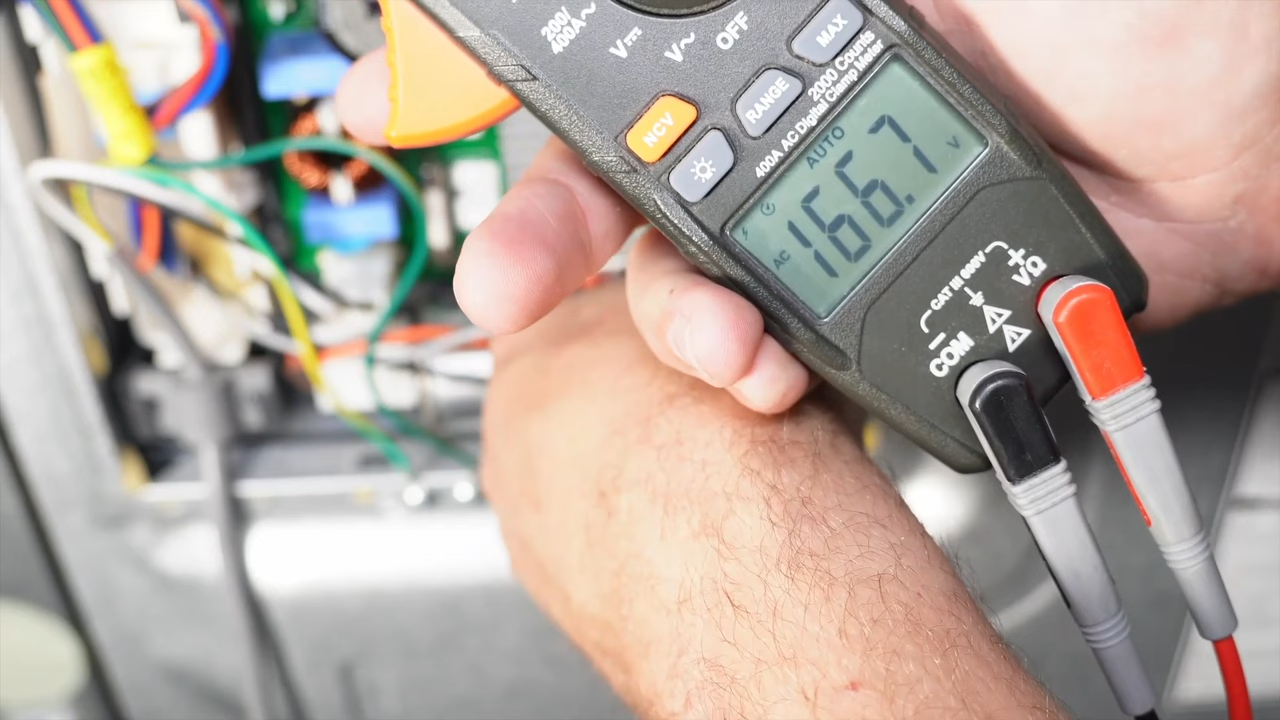 200/
400A~
V⎓
V~
OFF
MAX
RANGE
NCV
2000 Counts
400A AC Digital Clamp Meter
AUTO
AC 166.7 V
CAT III 600V
COM
VΩ